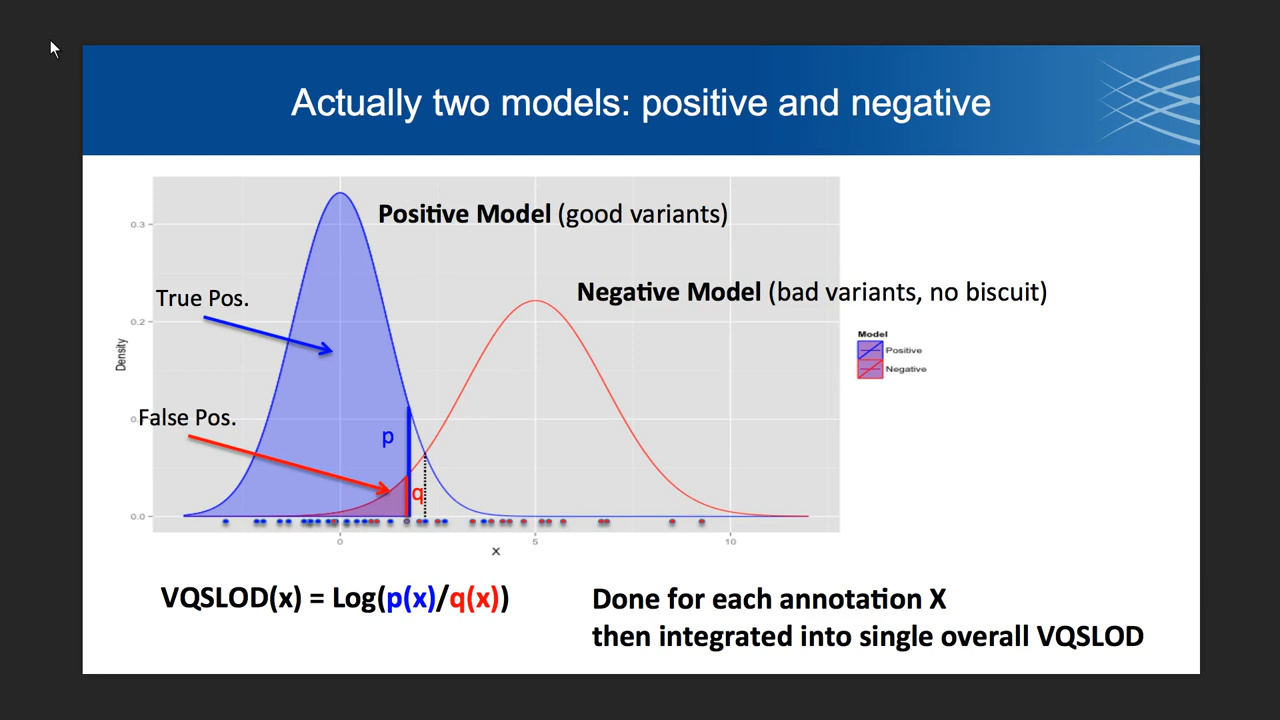 Actually two models: positive and negative
Positive Model (good variants)
Negative Model (bad variants, no biscuit)
True Pos.
False Pos.
p
q
Density
0.3
0.2
0.
0.0
0
5
10
x
Model
Positive
Negative
VQSLOD(x) = Log(p(x)/q(x))
Done for each annotation X
then integrated into single overall VQSLOD